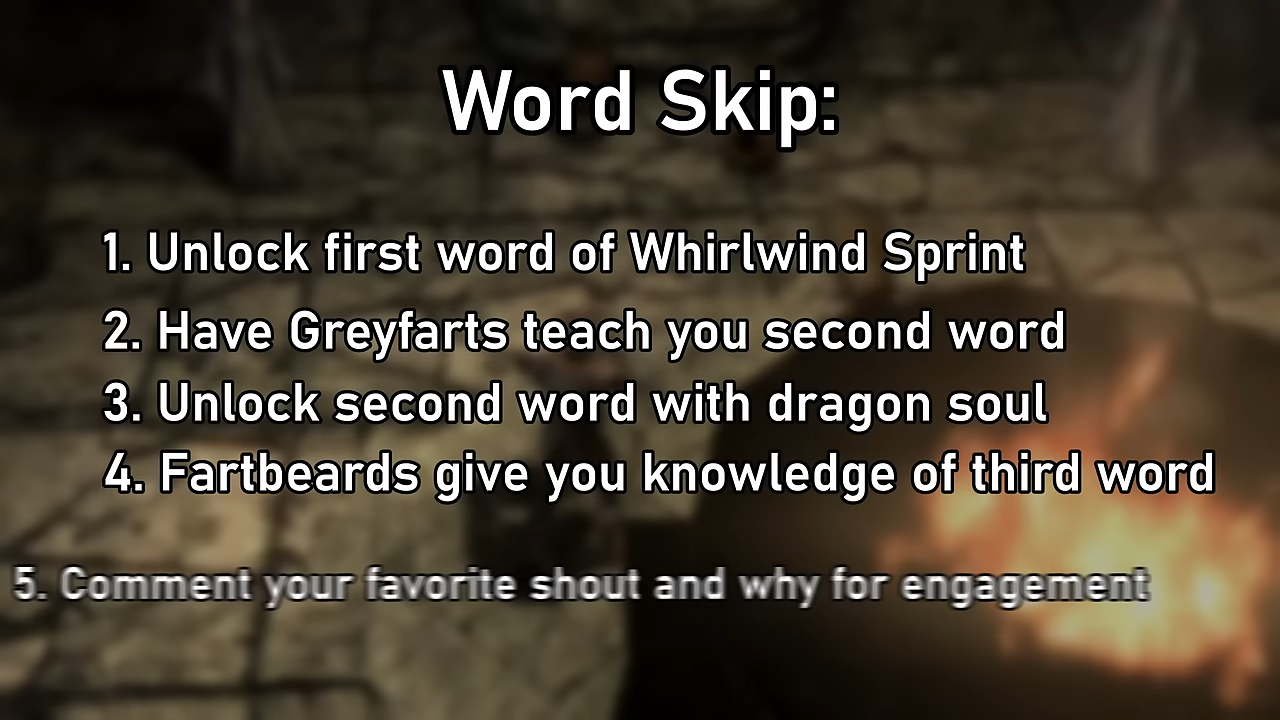 Word Skip:
1. Unlock first word of Whirlwind Sprint
2. Have Greyfarts teach you second word
3. Unlock second word with dragon soul
4. Fartbeards give you knowledge of third word
5. Comment your favorite shout and why for engagement